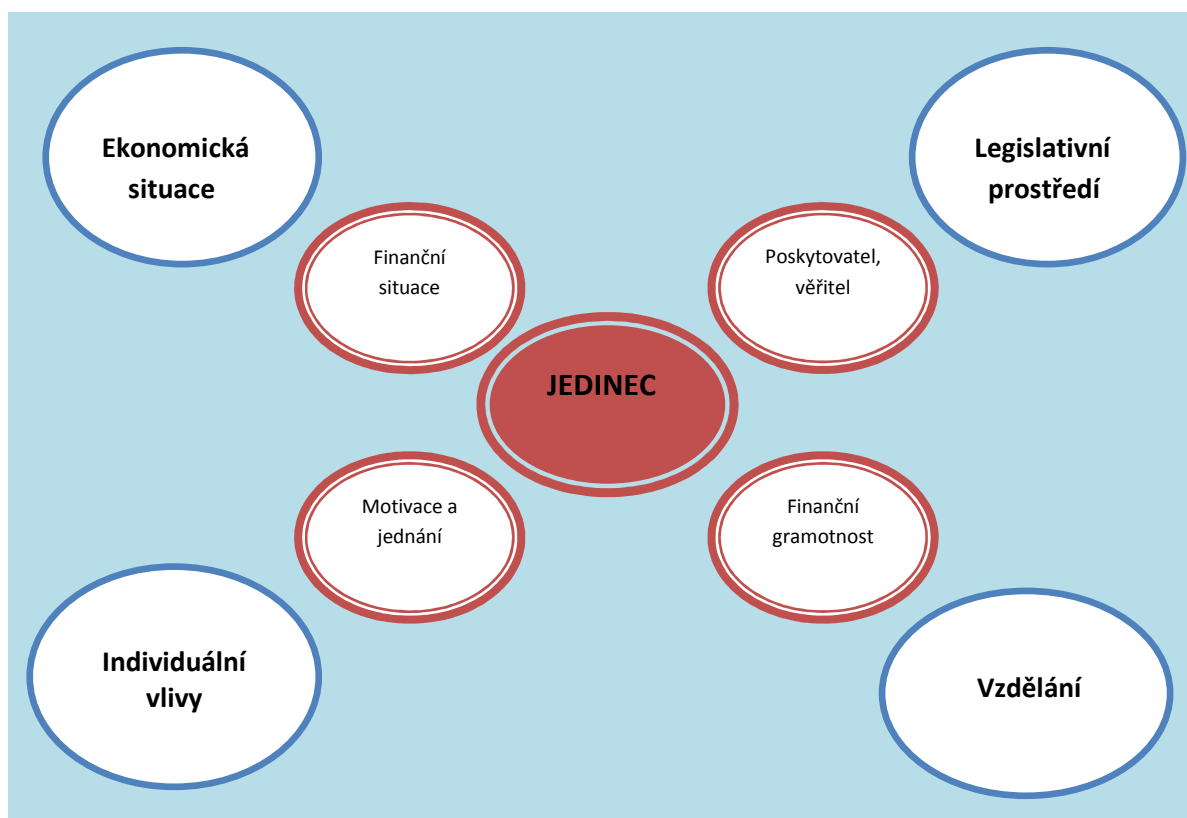 Ekonomická
situace
Legislativní
prostředí
Finanční
situace
Poskytovatel,
věřitel
JEDINEC
Motivace a
jednání
Finanční
gramotnost
Individuální
vlivy
Vzdělání